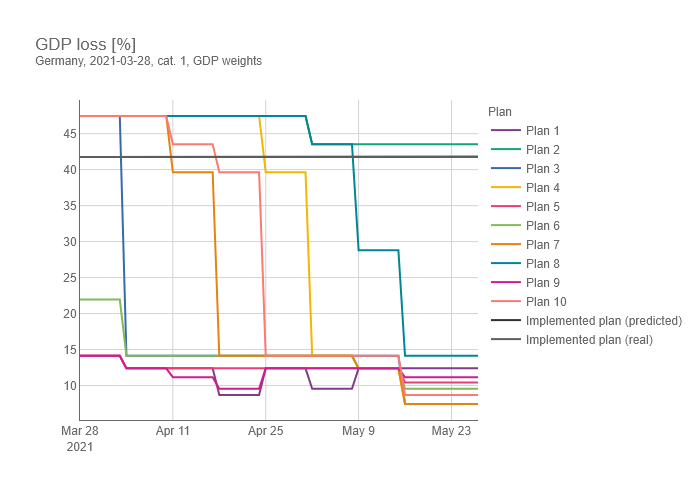 GDP loss [%]
Germany, 2021-03-28, cat. 1, GDP weights
45
40
35
30
25
20
15
10
Mar 28
2021
Apr 11
Apr 25
May 9
May 23
Plan
Plan 1
Plan 2
Plan 3
Plan 4
Plan 5
Plan 6
Plan 7
Plan 8
Plan 9
Plan 10
Implemented plan (predicted)
Implemented plan (real)